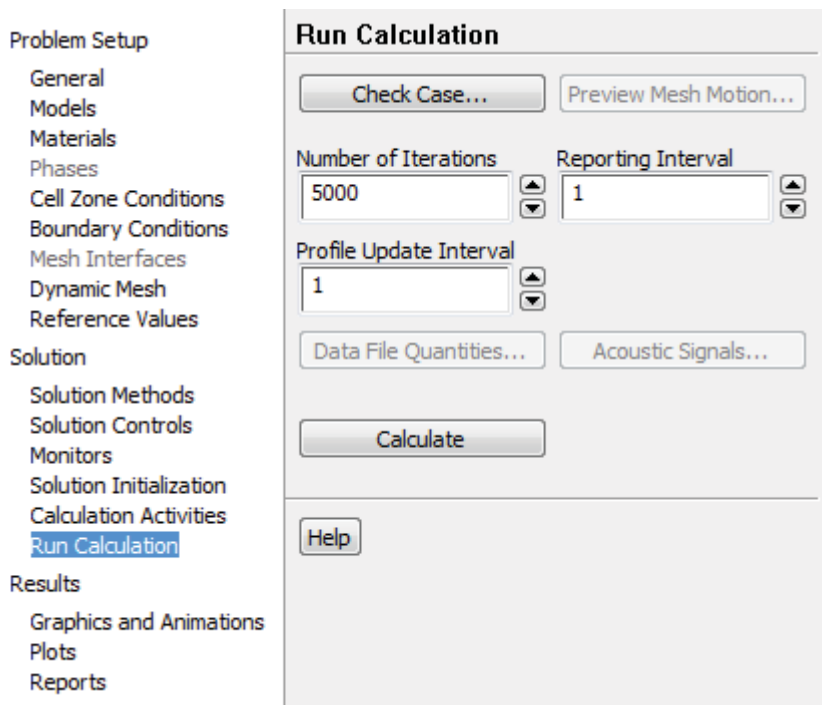 Problem Setup
General
Models
Materials
Phases
Cell Zone Conditions
Boundary Conditions
Mesh Interfaces
Dynamic Mesh
Reference Values
Solution
Solution Methods
Solution Controls
Monitors
Solution Initialization
Calculation Activities
Run Calculation
Results
Graphics and Animations
Plots
Reports
Run Calculation
Check Case... Preview Mesh Motion...
Number of Iterations Reporting Interval
5000 1
Profile Update Interval
1
Data File Quantities... Acoustic Signals...
Calculate
Help